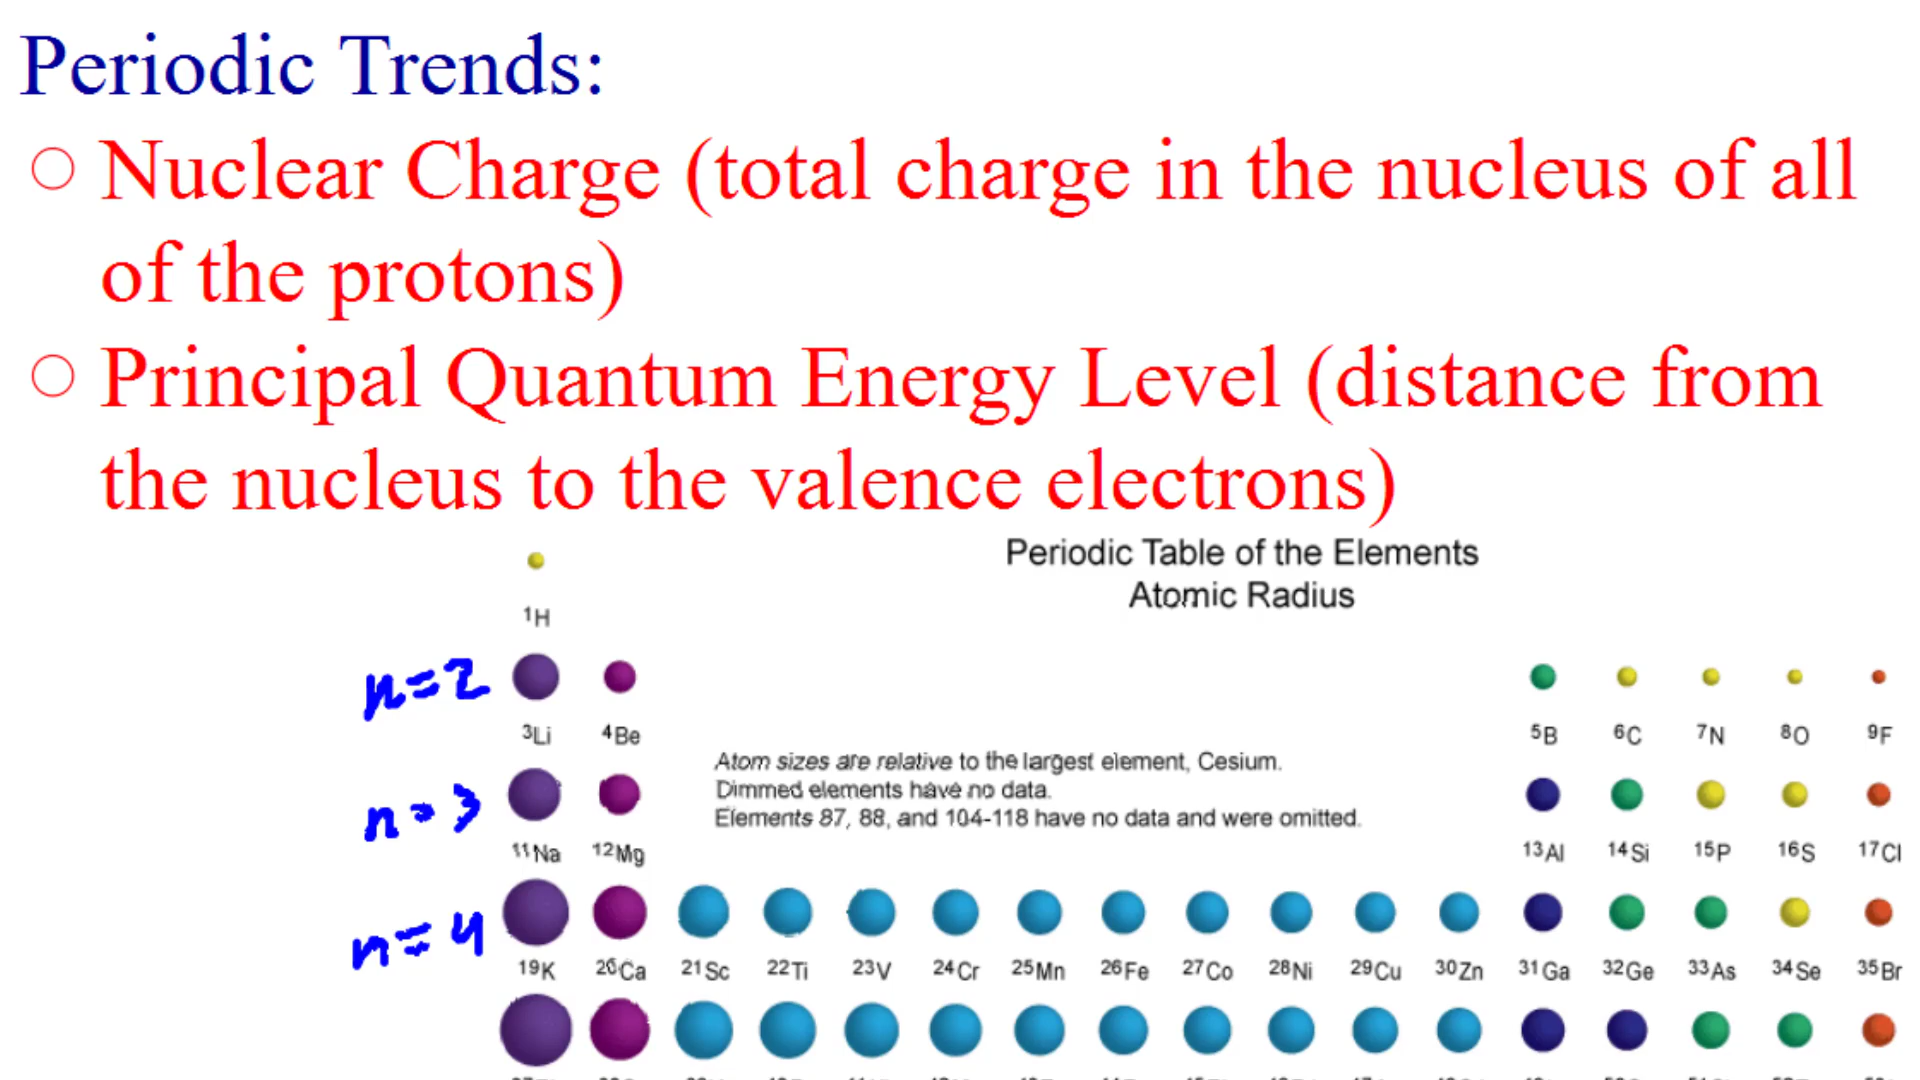 Periodic Trends:
○ Nuclear Charge (total charge in the nucleus of all
of the protons)
○ Principal Quantum Energy Level (distance from
the nucleus to the valence electrons)
Periodic Table of the Elements
Atomic Radius
1H
n=2
3Li 4Be 5B 6C 7N 8O 9F
Atom sizes are relative to the largest element, Cesium.
Dimmed elements have no data.
Elements 87, 88, and 104-118 have no data and were omitted.
n=3
11Na 12Mg 13Al 14Si 15P 16S 17Cl
n=4
19K 20Ca 21Sc 22Ti 23V 24Cr 25Mn 26Fe 27Co 28Ni 29Cu 30Zn 31Ga 32Ge 33As 34Se 35Br